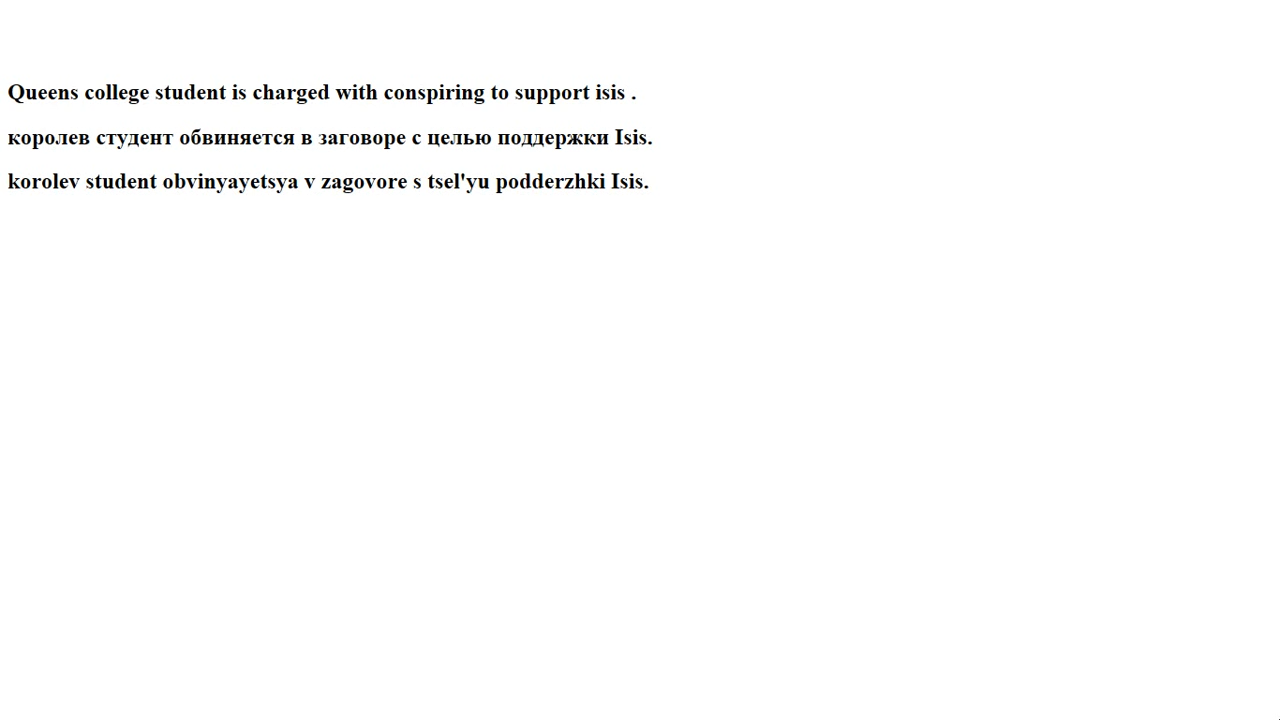 Queens college student is charged with conspiring to support isis .
королев студент обвиняется в заговоре с целью поддержки Isis.
korolev student obvinyayetsya v zagovore s tsel'yu podderzhki Isis.